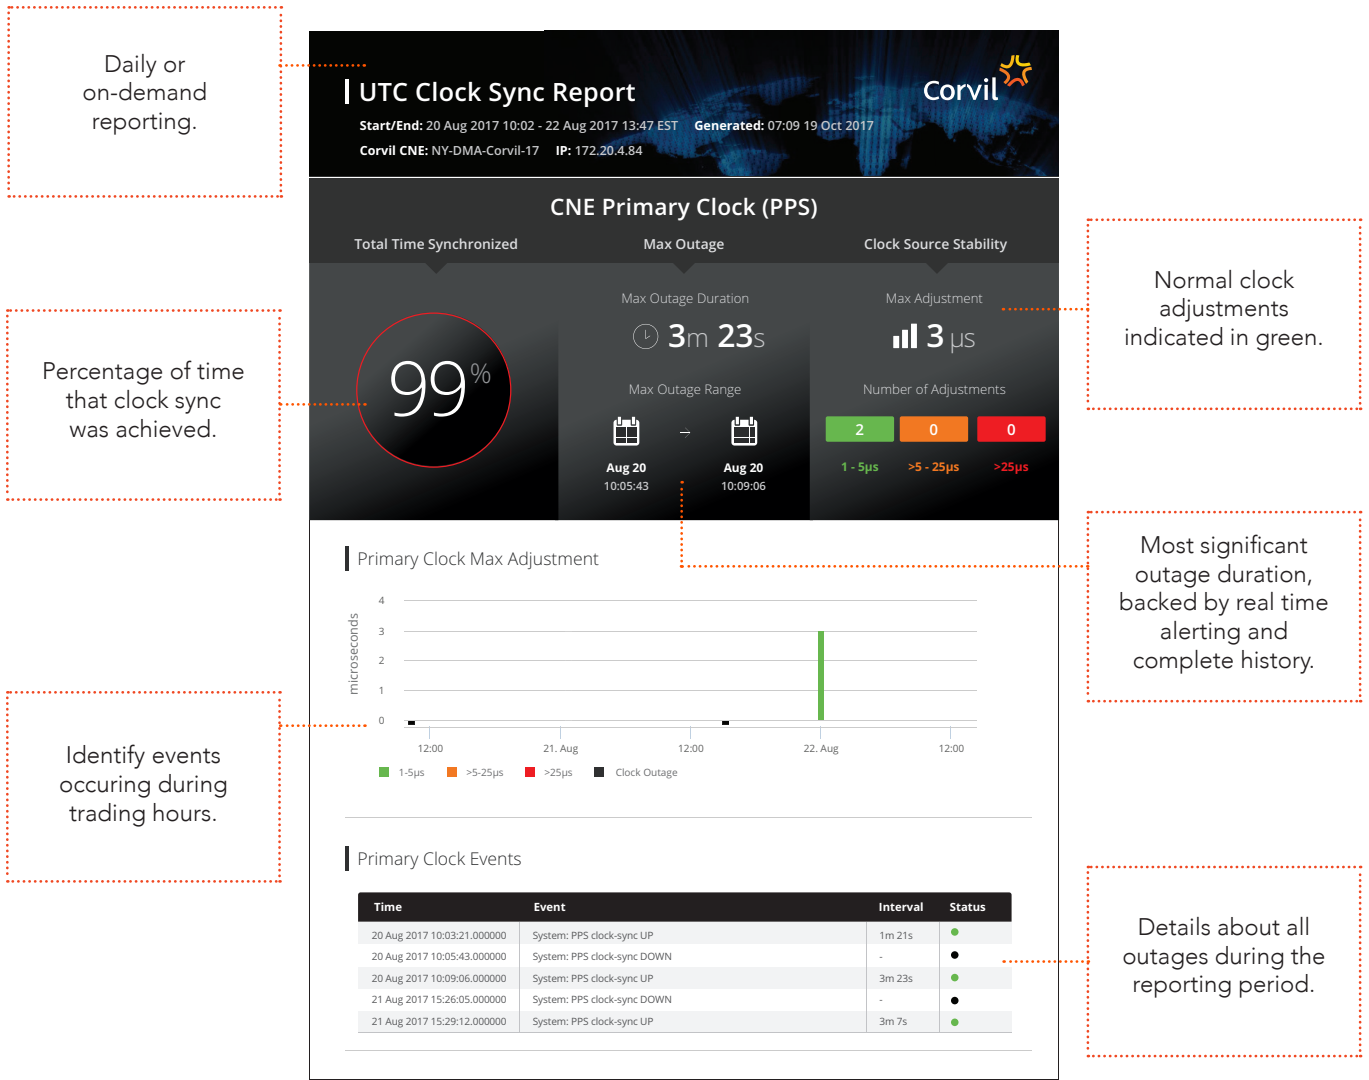 Daily or
on-demand
reporting.
UTC Clock Sync Report
Corvil
Start/End: 20 Aug 2017 10:02 - 22 Aug 2017 13:47 EST Generated: 07:09 19 Oct 2017
Corvil CNE: NY-DMA-Corvil-17 IP: 172.20.4.84
CNE Primary Clock (PPS)
Total Time Synchronized
Max Outage
Clock Source Stability
99%
Max Outage Duration
3m 23s
Max Outage Range
Aug 20
10:05:43
Aug 20
10:09:06
Max Adjustment
3 µs
Number of Adjustments
2 0 0
1 - 5µs >5 - 25µs >25µs
Normal clock
adjustments
indicated in green.
Percentage of time
that clock sync
was achieved.
Most significant
outage duration,
backed by real time
alerting and
complete history.
Primary Clock Max Adjustment
microseconds
4
3
2
1
0
12:00 21. Aug 12:00 22. Aug 12:00
1-5µs >5-25µs >25µs Clock Outage
Identify events
occuring during
trading hours.
Primary Clock Events
Time Event Interval Status
20 Aug 2017 10:03:21.000000 System: PPS clock-sync UP 1m 21s
20 Aug 2017 10:05:43.000000 System: PPS clock-sync DOWN -
20 Aug 2017 10:09:06.000000 System: PPS clock-sync UP 3m 23s
21 Aug 2017 15:26:05.000000 System: PPS clock-sync DOWN -
21 Aug 2017 15:29:12.000000 System: PPS clock-sync UP 3m 7s
Details about all
outages during the
reporting period.